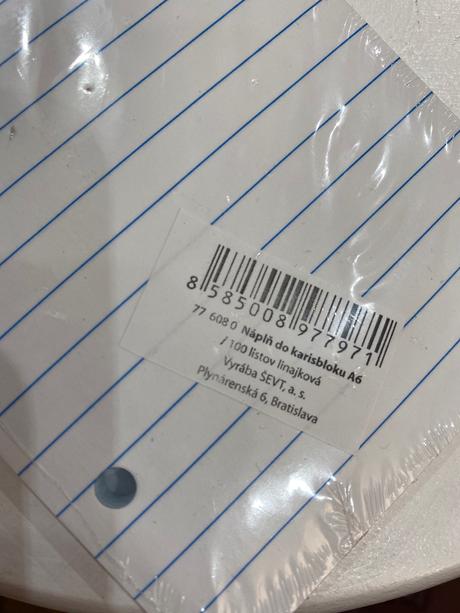 8 585008 977971
77 608 0 Náplň do karisbloku A6
/ 100 listov linajková
Vyrába ŠEVT, a. s.
Plynárenská 6, Bratislava